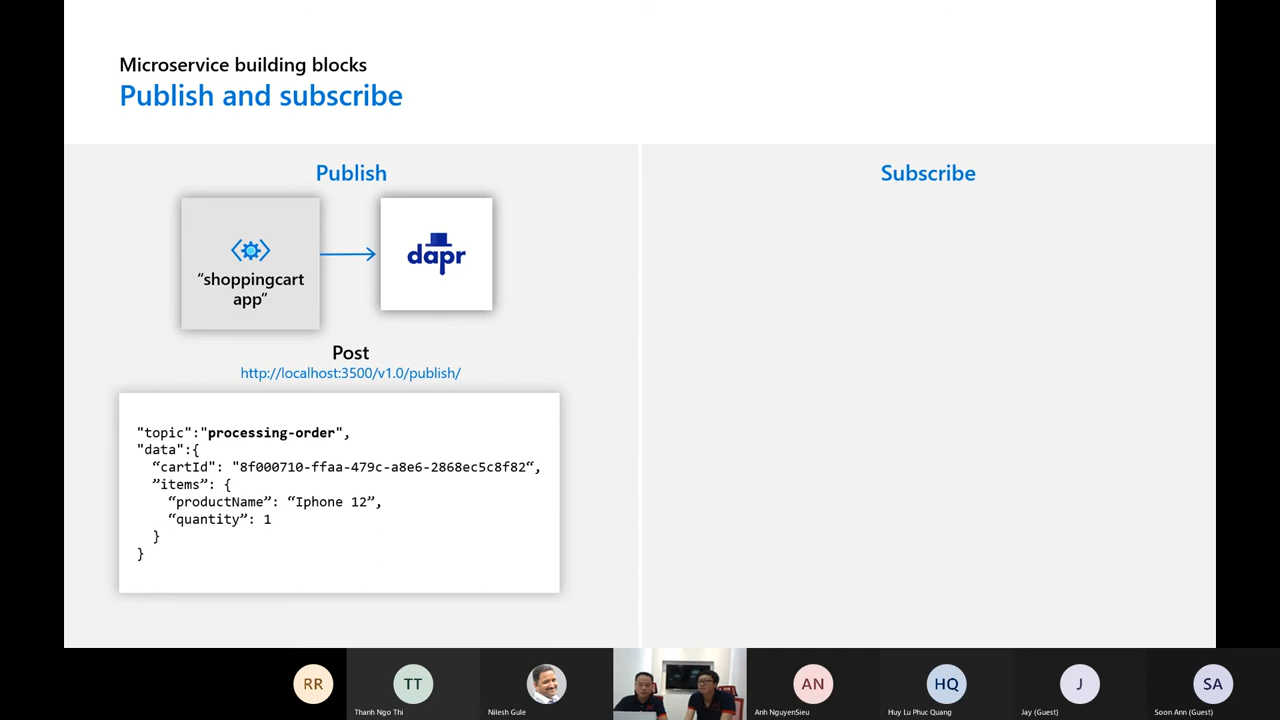 Microservice building blocks
Publish and subscribe
Publish
“shoppingcart
app”
dapr
Post
http://localhost:3500/v1.0/publish/
"topic":"processing-order",
"data":{
“cartId": "8f000710-ffaa-479c-a8e6-2868ec5c8f82“,
”items”: {
“productName”: “Iphone 12”,
“quantity”: 1
}
}
Subscribe
RR
TT
Thanh Ngo Thi
Nilesh Gule
AN
Anh NguyenSieu
HQ
Huy Lu Phuc Quang
J
Jay (Guest)
SA
Soon Ann (Guest)